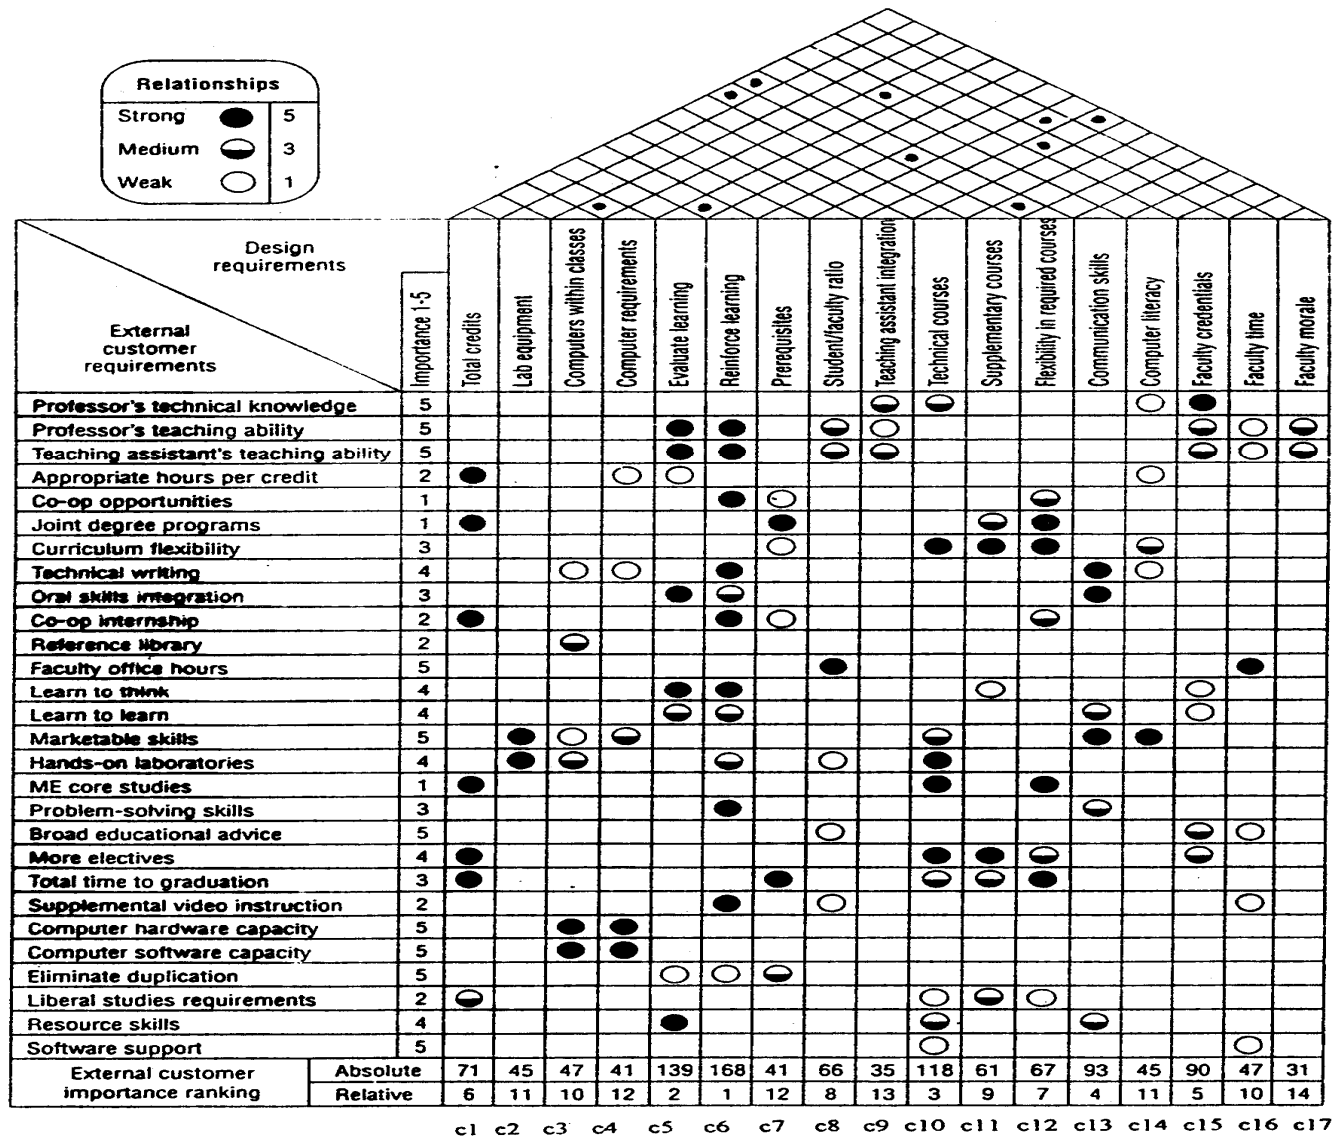 Relationships
Strong 5
Medium 3
Weak 1
Design
requirements
External
customer
requirements
Importance 1-5
Total credits
Lab equipment
Computers within classes
Computer requirements
Evaluate learning
Reinforce learning
Prerequisites
Student/faculty ratio
Teaching assistant integration
Technical courses
Supplementary courses
Flexibility in required courses
Communication skills
Computer literacy
Faculty credentials
Faculty time
Faculty morale
Professor's technical knowledge 5
Professor's teaching ability 5
Teaching assistant's teaching ability 5
Appropriate hours per credit 2
Co-op opportunities 1
Joint degree programs 1
Curriculum flexibility 3
Technical writing 4
Oral skills integration 3
Co-op internship 2
Reference library 2
Faculty office hours 5
Learn to think 4
Learn to learn 4
Marketable skills 5
Hands-on laboratories 4
ME core studies 1
Problem-solving skills 3
Broad educational advice 5
More electives 4
Total time to graduation 3
Supplemental video instruction 2
Computer hardware capacity 5
Computer software capacity 5
Eliminate duplication 5
Liberal studies requirements 2
Resource skills 4
Software support 5
External customer
importance ranking
Absolute 71 45 47 41 139 168 41 66 35 118 61 67 93 45 90 47 31
Relative 6 11 10 12 2 1 12 8 13 3 9 7 4 11 5 10 14
c1 c2 c3 c4 c5 c6 c7 c8 c9 c10 c11 c12 c13 c14 c15 c16 c17